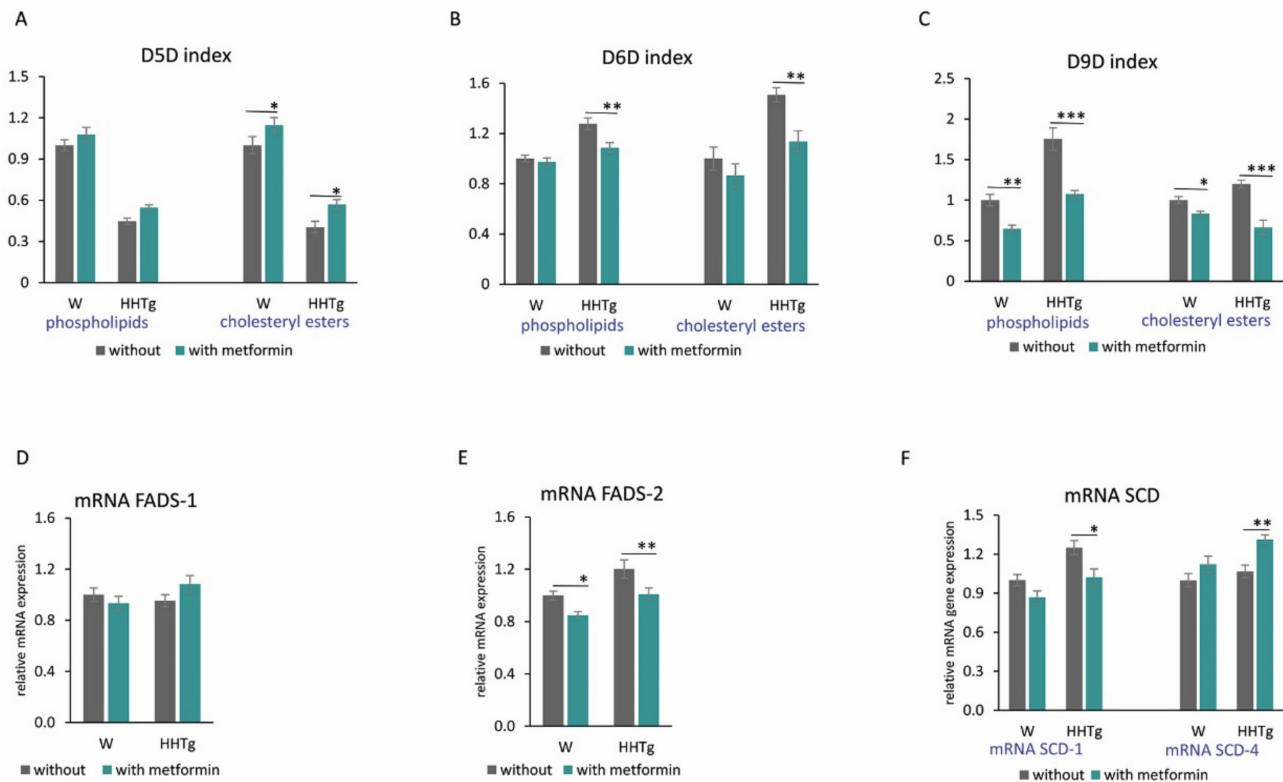 A
D5D index
1.5
1.2
0.9
0.6
0.3
0
*
*
W HHTg W HHTg
phospholipids cholesteryl esters
without with metformin
B
D6D index
1.6
1.2
0.8
0.4
0
**
**
W HHTg W HHTg
phospholipids cholesteryl esters
without with metformin
C
D9D index
2.5
2
1.5
1
0.5
0
**
***
*
***
W HHTg W HHTg
phospholipids cholesteryl esters
without with metformin
D
mRNA FADS-1
relative mRNA expression
1.6
1.2
0.8
0.4
0.0
W HHTg
without with metformin
E
mRNA FADS-2
relative mRNA expression
1.6
1.2
0.8
0.4
0.0
*
**
W HHTg
without with metformin
F
mRNA SCD
relative mRNA gene expression
1.5
1.2
0.9
0.6
0.3
0.0
*
**
W HHTg W HHTg
mRNA SCD-1 mRNA SCD-4
without with metformin